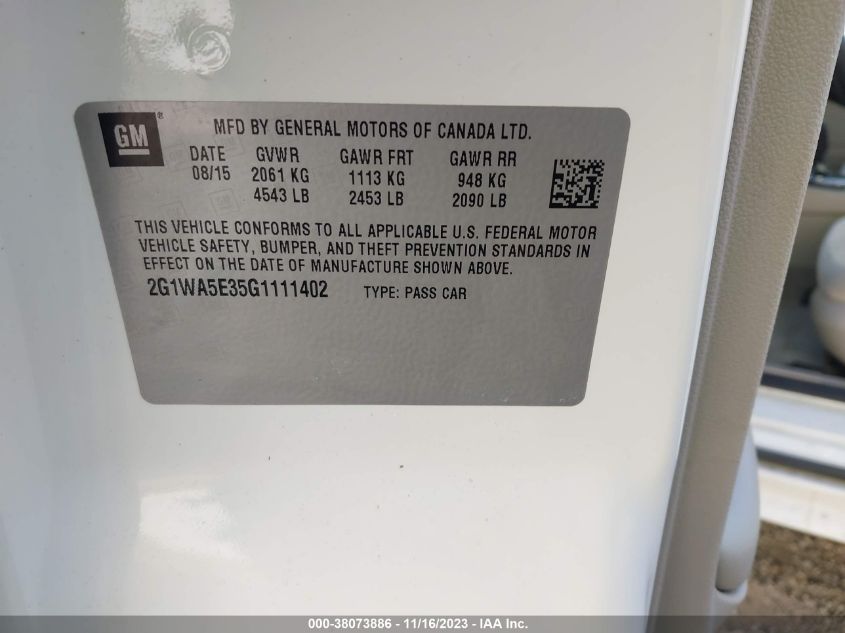 GM ®
MFD BY GENERAL MOTORS OF CANADA LTD.
DATE GVWR GAWR FRT GAWR RR
08/15 2061 KG 1113 KG 948 KG
4543 LB 2453 LB 2090 LB
THIS VEHICLE CONFORMS TO ALL APPLICABLE U.S. FEDERAL MOTOR
VEHICLE SAFETY, BUMPER, AND THEFT PREVENTION STANDARDS IN
EFFECT ON THE DATE OF MANUFACTURE SHOWN ABOVE.
2G1WA5E35G1111402 TYPE: PASS CAR
000-38073886 - 11/16/2023 - IAA Inc.